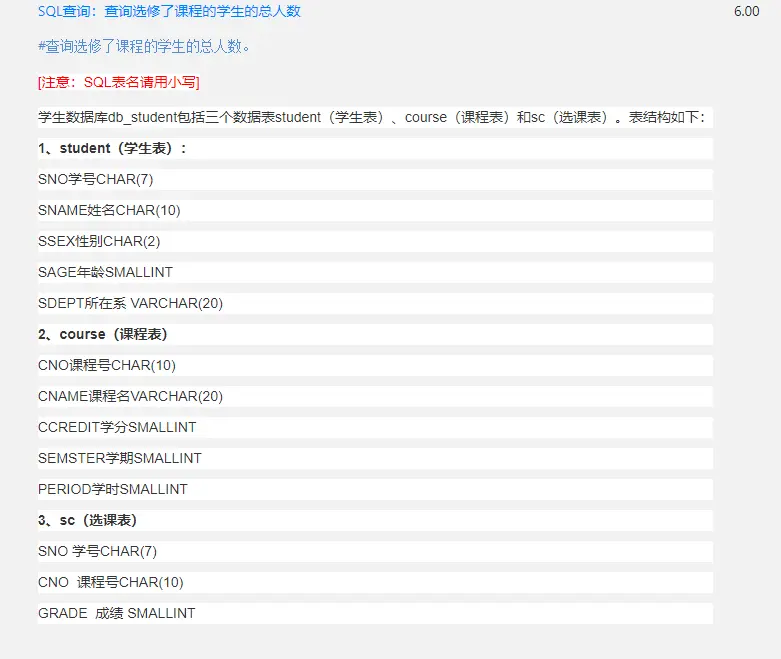 SQL查询：查询选修了课程的学生的总人数 6.00
#查询选修了课程的学生的总人数。
[注意：SQL表名请用小写]
学生数据库db_student包括三个数据表student（学生表）、course（课程表）和sc（选课表）。表结构如下：
1、student（学生表）：
SNO学号CHAR(7)
SNAME姓名CHAR(10)
SSEX性别CHAR(2)
SAGE年龄SMALLINT
SDEPT所在系 VARCHAR(20)
2、course（课程表）
CNO课程号CHAR(10)
CNAME课程名VARCHAR(20)
CCREDIT学分SMALLINT
SEMSTER学期SMALLINT
PERIOD学时SMALLINT
3、sc（选课表）
SNO 学号CHAR(7)
CNO 课程号CHAR(10)
GRADE 成绩 SMALLINT